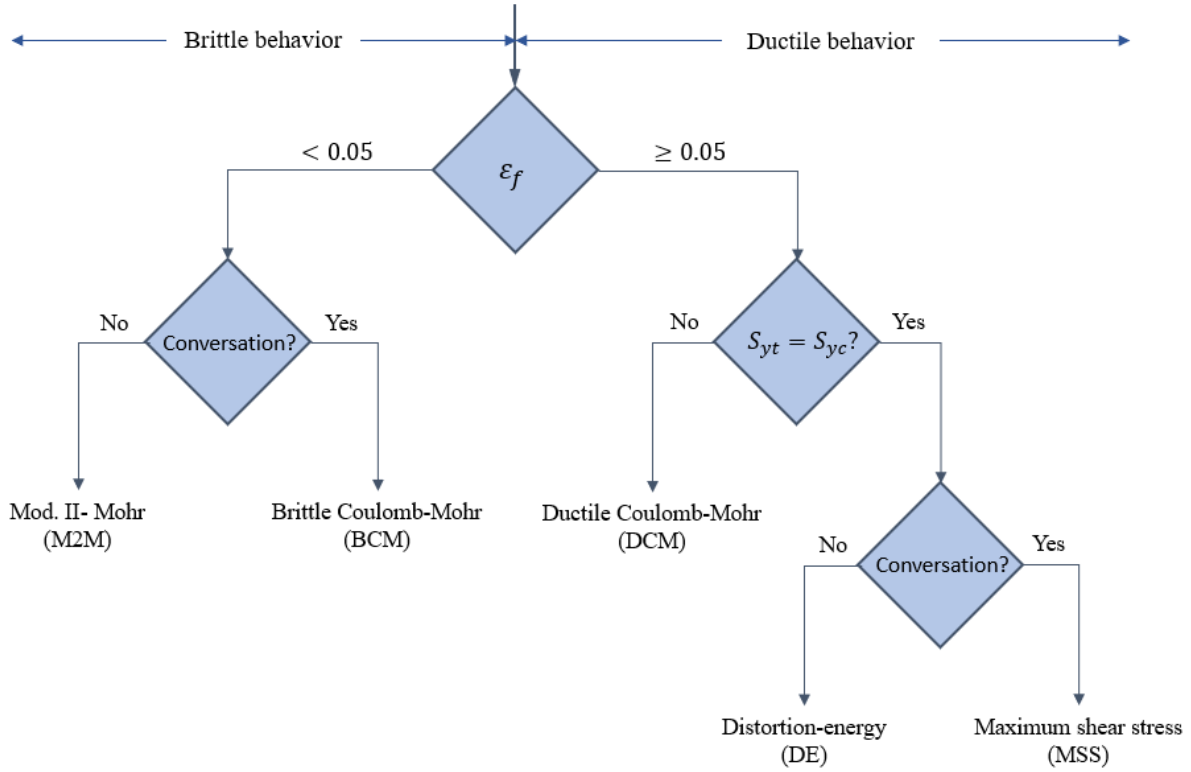 Brittle behavior
Ductile behavior
< 0.05
≥ 0.05
ε_f
No
Conversation?
Yes
No
S_yt = S_yc?
Yes
Mod. II- Mohr
(M2M)
Brittle Coulomb-Mohr
(BCM)
Ductile Coulomb-Mohr
(DCM)
No
Conversation?
Yes
Distortion-energy
(DE)
Maximum shear stress
(MSS)